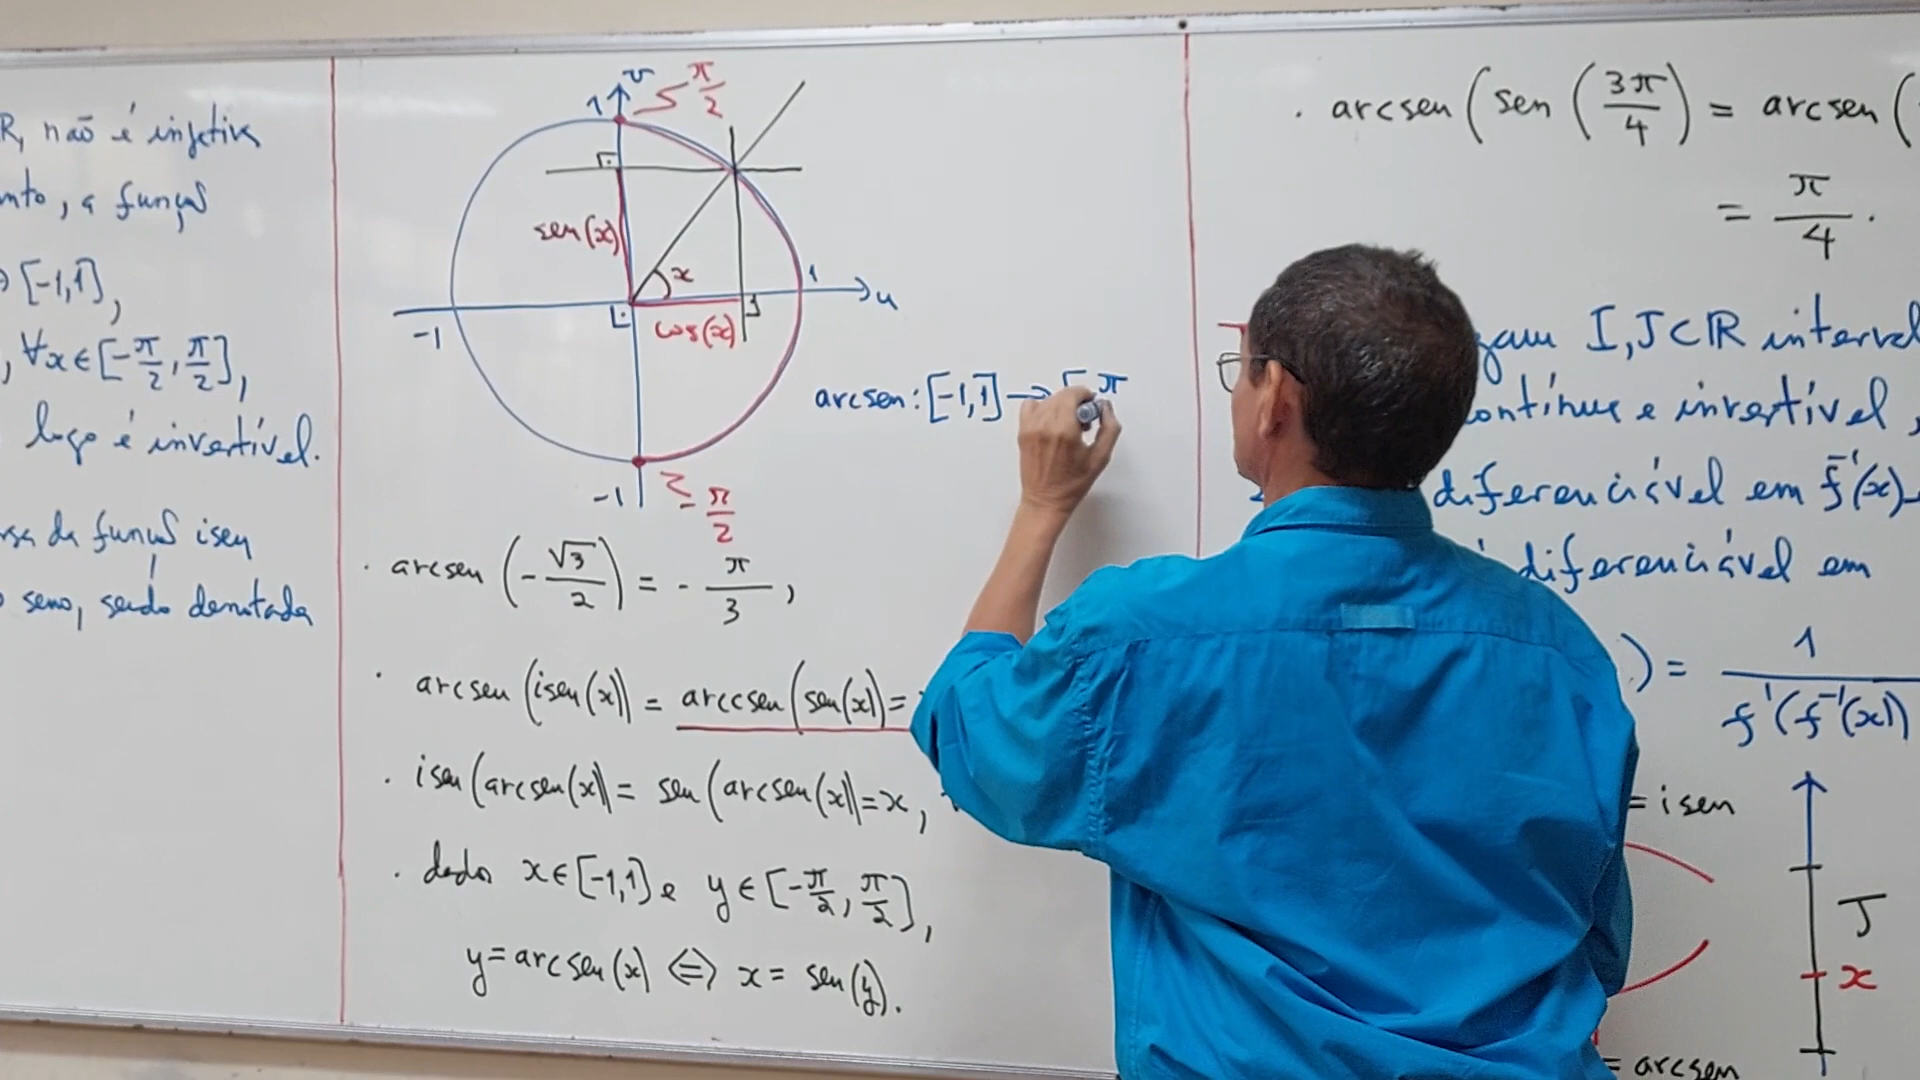 R, não é injetiva
nto, a função
[-1,1],
, ∀x∈[-π/2, π/2],
logo é invertível.
rsa da função isen
seno, sendo denotada
v
1
π/2
sen(x)
x
1
u
-1
cos(x)
-1
-π/2
arcsen: [-1,1] → [-π
· arcsen(-√3/2) = -π/3,
· arcsen(isen(x)) = arccsen(sen(x)) =
· isen(arcsen(x)) = sen(arcsen(x)) = x,
· dados x∈[-1,1] e y∈[-π/2, π/2],
y = arcsen(x) ⇔ x = sen(y).
· arcsen(sen(3π/4) = arcsen(
= π/4.
jam I, J⊂ℝ interval
contínua e invertível,
diferenciável em f⁻¹(x)
diferenciável em
) = 1/f'(f⁻¹(x))
= isen
J
x
= arcsen